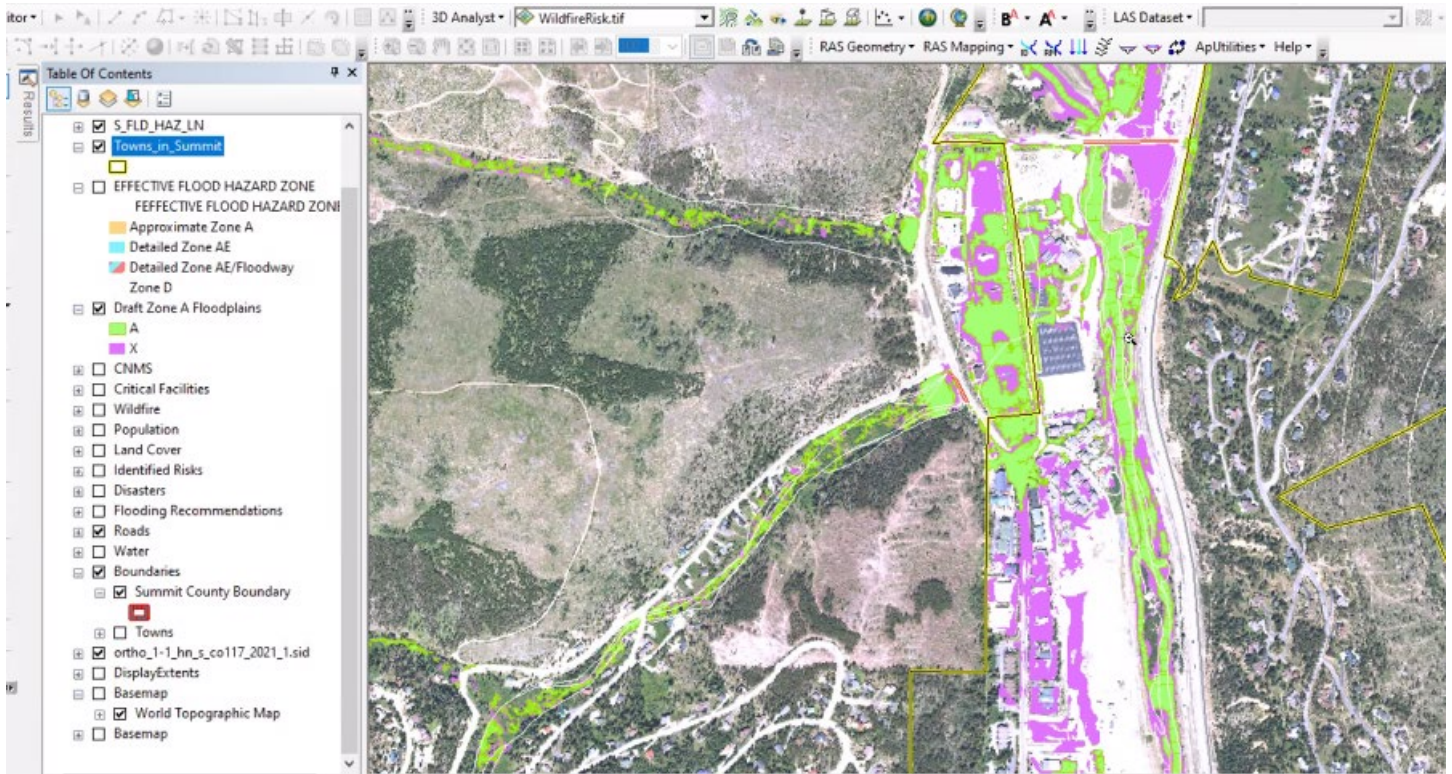 itor
3D Analyst
WildfireRisk.tif
LAS Dataset
RAS Geometry
RAS Mapping
ApUtilities
Help
Results
Table Of Contents
S_FLD_HAZ_LN
Towns_in_Summit
EFFECTIVE FLOOD HAZARD ZONE
FEFFECTIVE FLOOD HAZARD ZONE
Approximate Zone A
Detailed Zone AE
Detailed Zone AE/Floodway
Zone D
Draft Zone A Floodplains
A
X
CNMS
Critical Facilities
Wildfire
Population
Land Cover
Identified Risks
Disasters
Flooding Recommendations
Roads
Water
Boundaries
Summit County Boundary
Towns
ortho_1-1_hn_s_co117_2021_1.sid
DisplayExtents
Basemap
World Topographic Map
Basemap